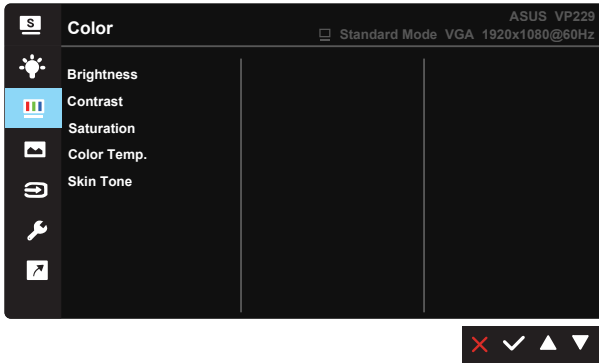 S
Color
ASUS VP229
Standard Mode VGA 1920x1080@60Hz
Brightness
Contrast
Saturation
Color Temp.
Skin Tone